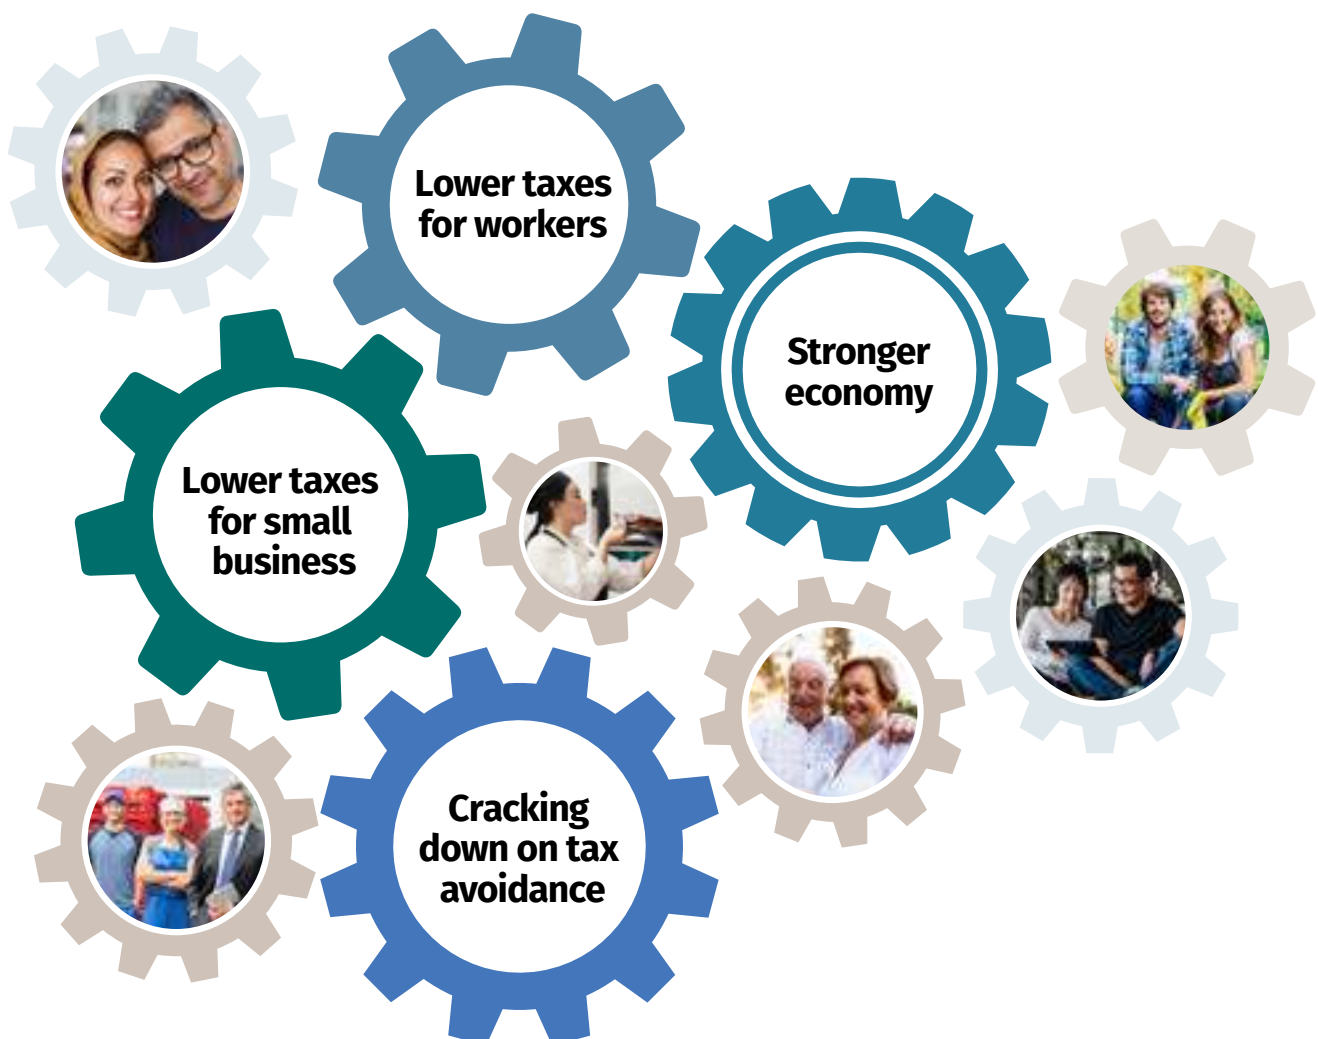 Lower taxes
for workers
Stronger
economy
Lower taxes
for small
business
Cracking
down on tax
avoidance